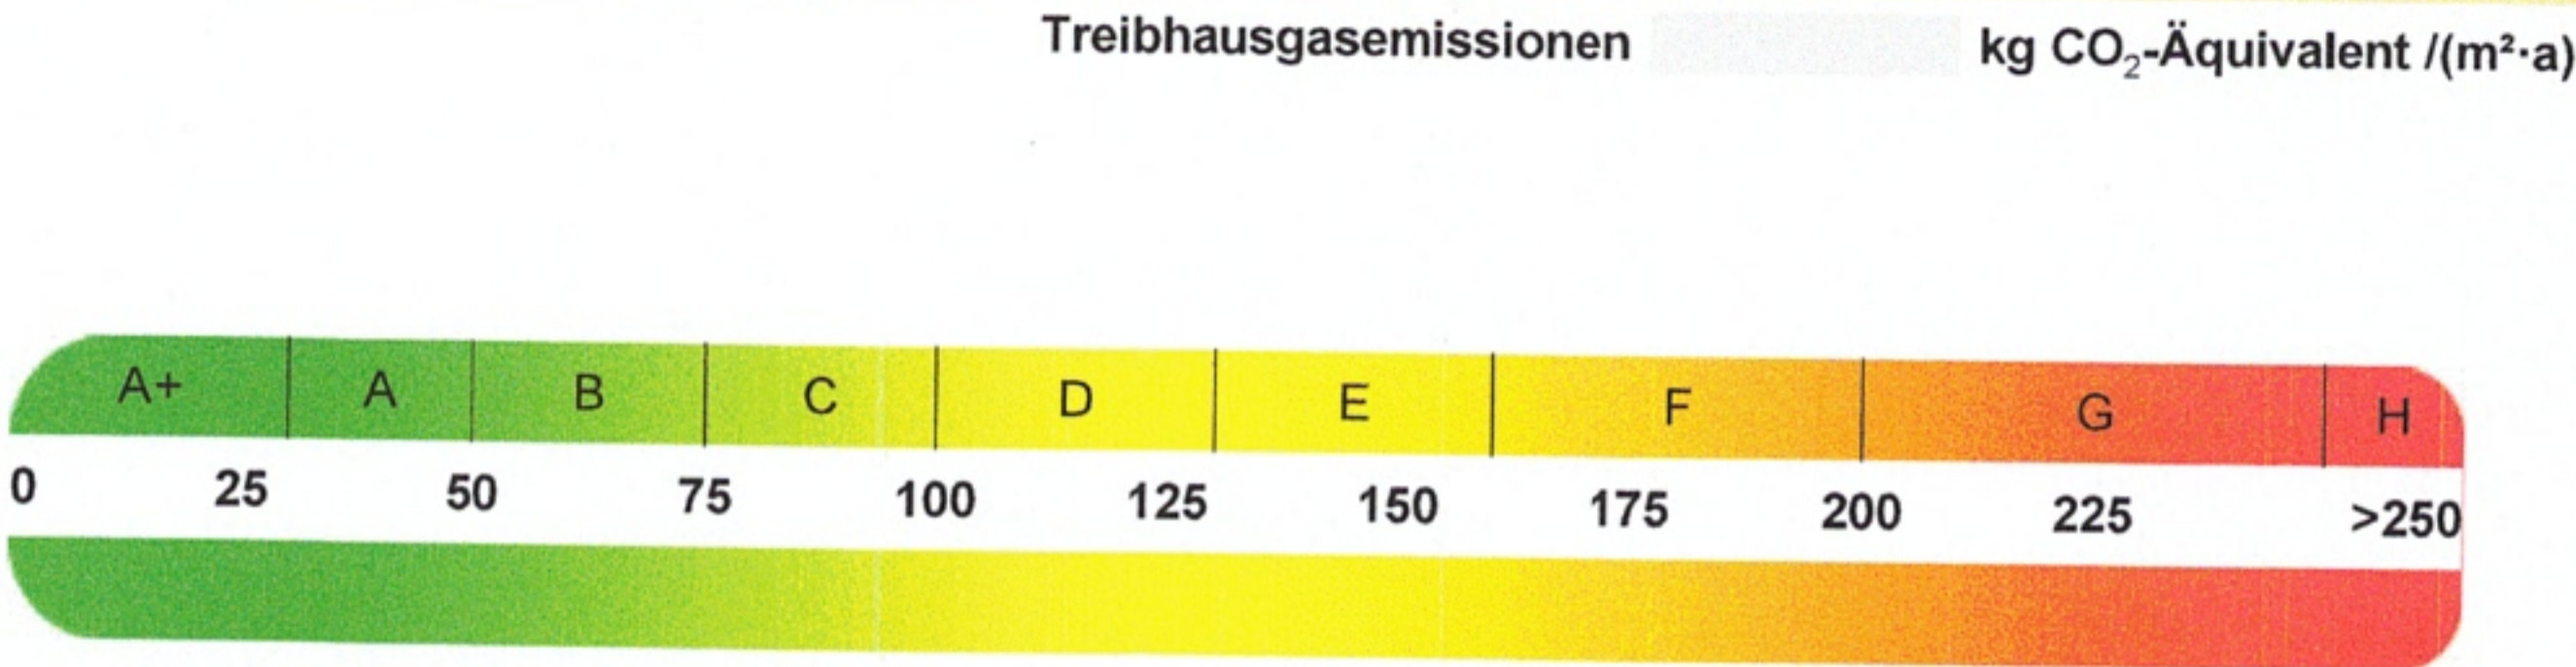 Treibhausgasemissionen kg CO₂-Äquivalent /(m²·a)
A+ A B C D E F G H
0 25 50 75 100 125 150 175 200 225 >250